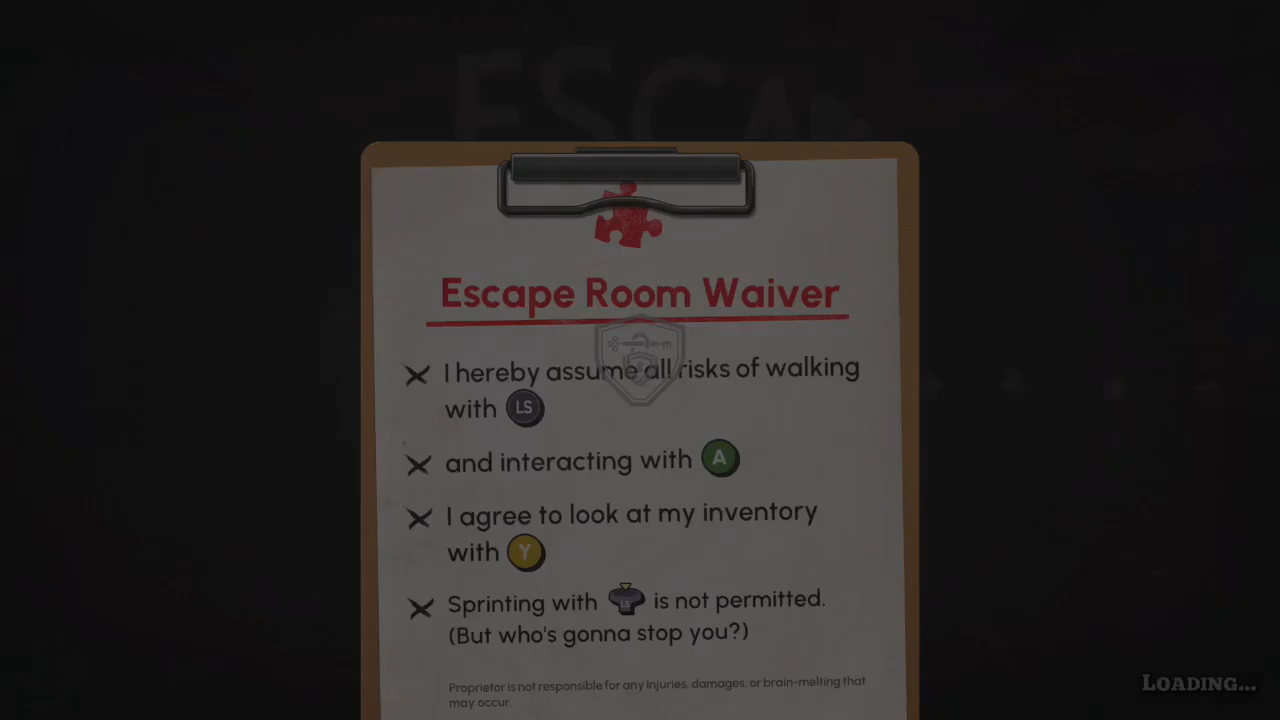 ESCA
Escape Room Waiver
I hereby assume all risks of walking
with LS
and interacting with A
I agree to look at my inventory
with Y
Sprinting with LS is not permitted.
(But who's gonna stop you?)
Proprietor is not responsible for any injuries, damages, or brain-melting that
may occur.
LOADING...